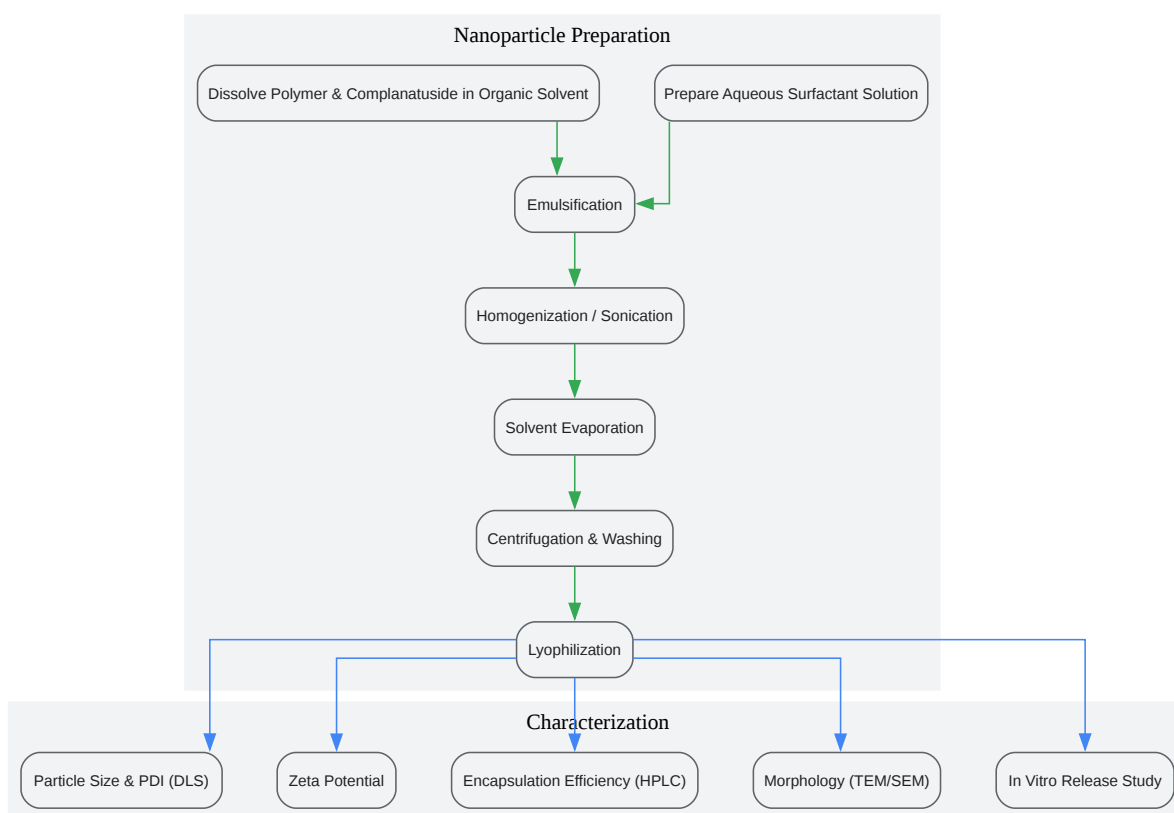 Nanoparticle Preparation
Dissolve Polymer & Complanatuside in Organic Solvent
Prepare Aqueous Surfactant Solution
Emulsification
Homogenization / Sonication
Solvent Evaporation
Centrifugation & Washing
Lyophilization
Characterization
Particle Size & PDI (DLS)
Zeta Potential
Encapsulation Efficiency (HPLC)
Morphology (TEM/SEM)
In Vitro Release Study